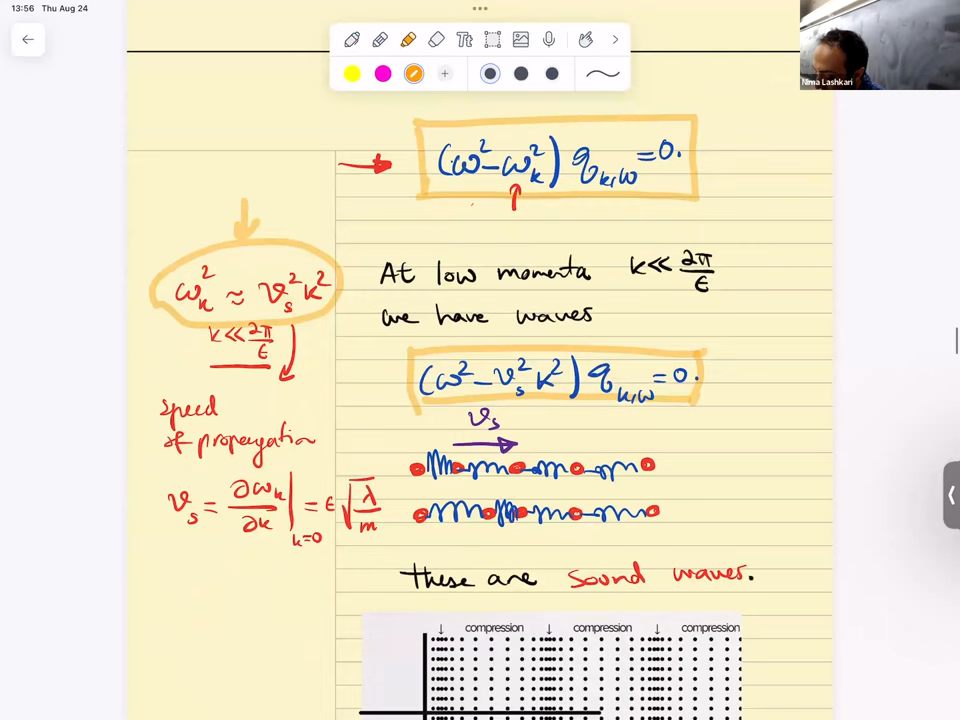 13:56 Thu Aug 24
Tt
Nima Lashkari
(ω² − ω_k²) q_{k,ω} = 0.
ω_k² ≈ v_s² k²
k ≪ 2π/ε
speed
of propagation
v_s = ∂ω_k/∂k |_{k=0} = ε √(λ/m)
At low momenta k ≪ 2π/ε
we have waves
(ω² − v_s² k²) q_{k,ω} = 0.
v_s
These are sound waves.
↓ compression ↓ compression ↓ compression